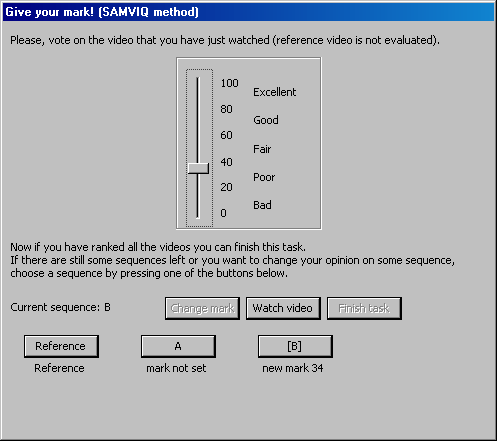 Give your mark! (SAMVIQ method)
Please, vote on the video that you have just watched (reference video is not evaluated).
100
Excellent
80
Good
60
Fair
40
Poor
20
Bad
0
Now if you have ranked all the videos you can finish this task.
If there are still some sequences left or you want to change your opinion on some sequence,
choose a sequence by pressing one of the buttons below.
Current sequence: B Change mark Watch video Finish task
Reference A [B]
Reference mark not set new mark 34